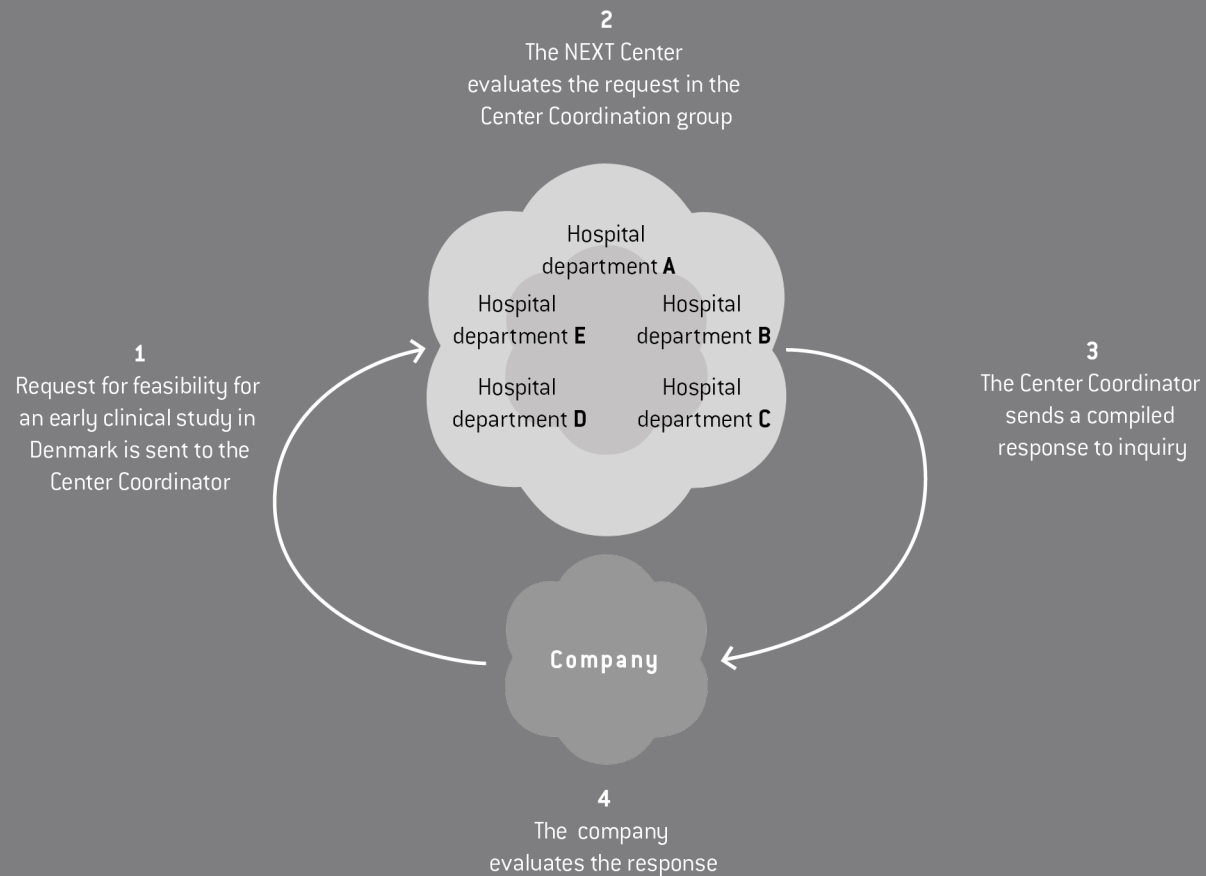 2
The NEXT Center
evaluates the request in the
Center Coordination group
Hospital
department A
Hospital
department E
Hospital
department B
Hospital
department D
Hospital
department C
1
Request for feasibility for
an early clinical study in
Denmark is sent to the
Center Coordinator
3
The Center Coordinator
sends a compiled
response to inquiry
Company
4
The company
evaluates the response